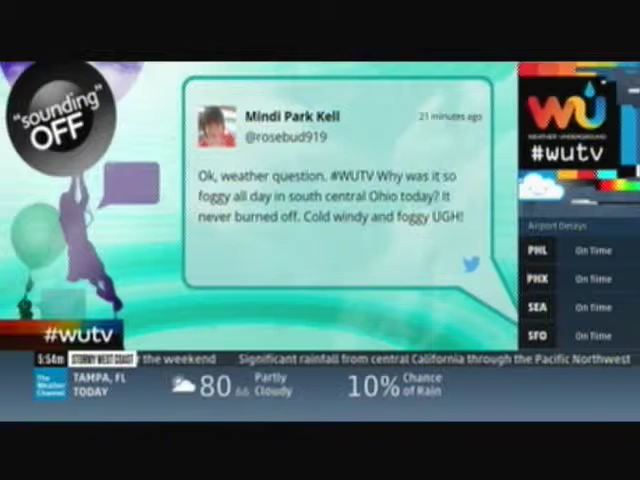 "sounding"
OFF
Mindi Park Kell
21 minutes ago
@rosebud919
Ok, weather question. #WUTV Why was it so
foggy all day in south central Ohio today? It
never burned off. Cold windy and foggy UGH!
WU
WEATHER UNDERGROUND
#wutv
Airport Delays
PHL On Time
PHX On Time
SEA On Time
SFO On Time
#wutv
5:54 STORMY WEST COAST r the weekend Significant rainfall from central California through the Pacific Northwest
The
Weather
Channel
TAMPA, FL
TODAY
80
Partly
Cloudy
10%
Chance
of Rain